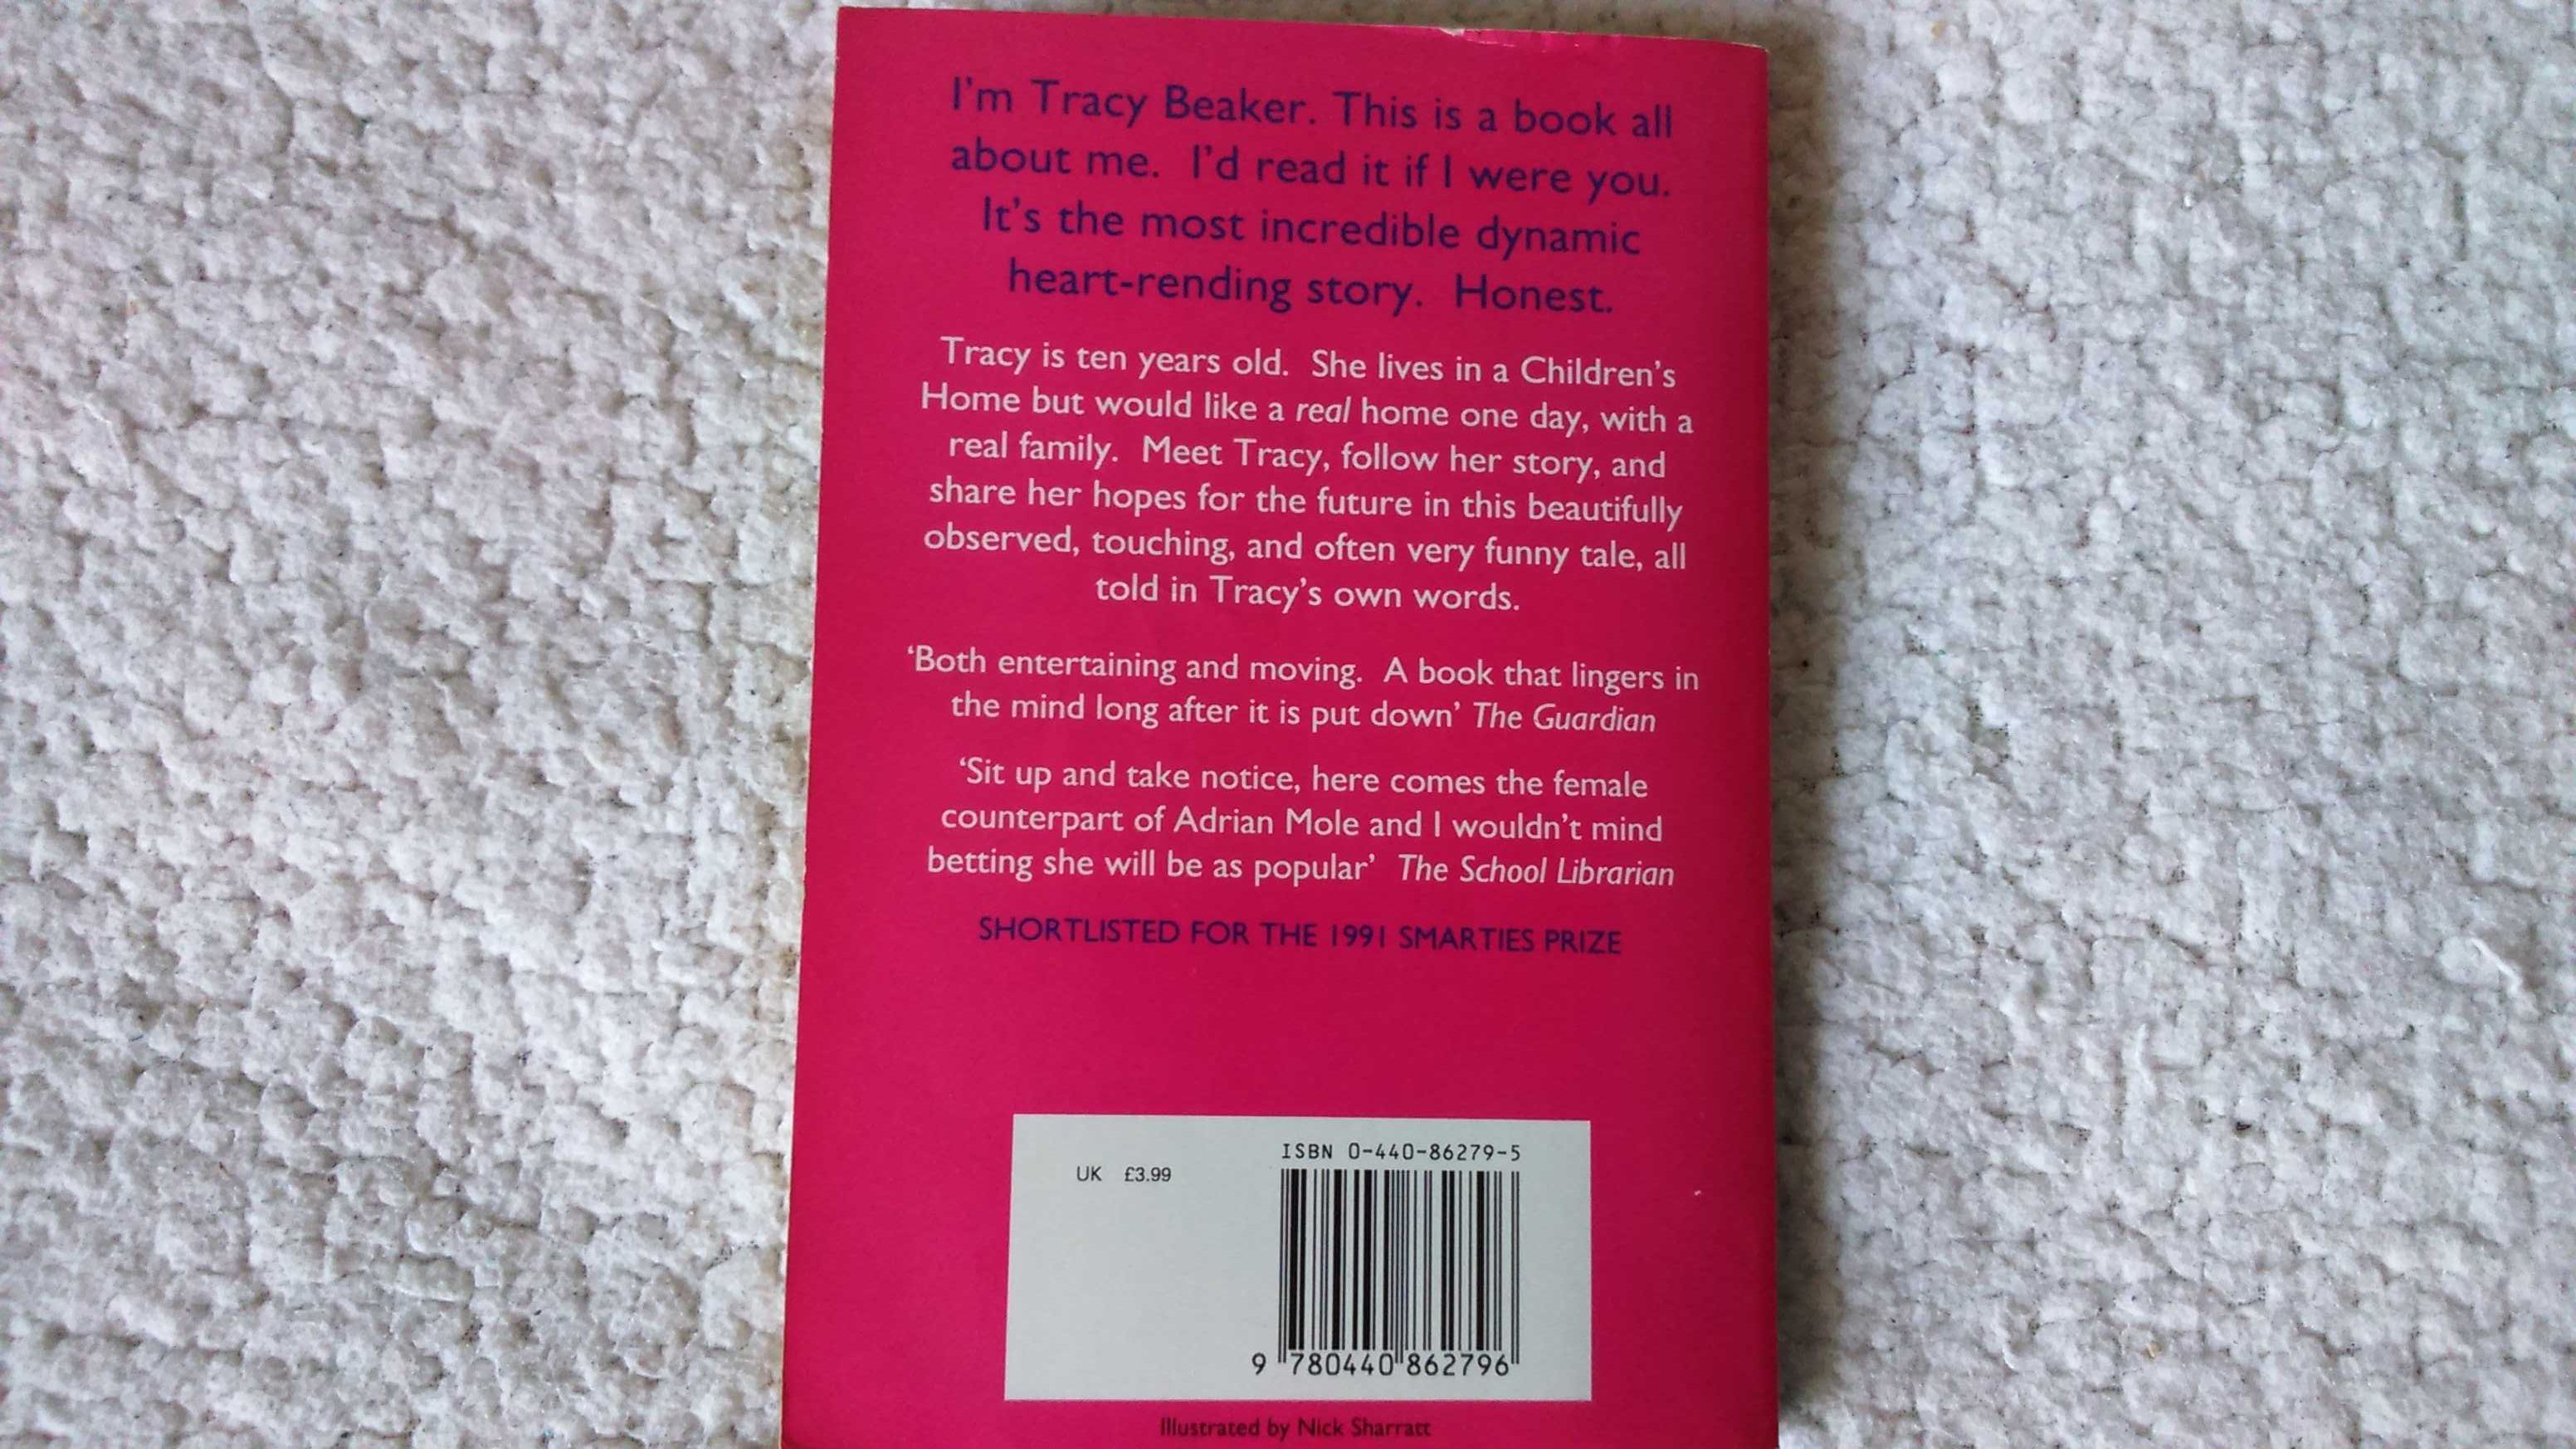 I'm Tracy Beaker. This is a book all
about me. I'd read it if I were you.
It's the most incredible dynamic
heart-rending story. Honest.
Tracy is ten years old. She lives in a Children's
Home but would like a real home one day, with a
real family. Meet Tracy, follow her story, and
share her hopes for the future in this beautifully
observed, touching, and often very funny tale, all
told in Tracy's own words.
‘Both entertaining and moving. A book that lingers in
the mind long after it is put down’ The Guardian
‘Sit up and take notice, here comes the female
counterpart of Adrian Mole and I wouldn't mind
betting she will be as popular’ The School Librarian
SHORTLISTED FOR THE 1991 SMARTIES PRIZE
ISBN 0-440-86279-5
UK £3.99
9 780440 862796
Illustrated by Nick Sharratt